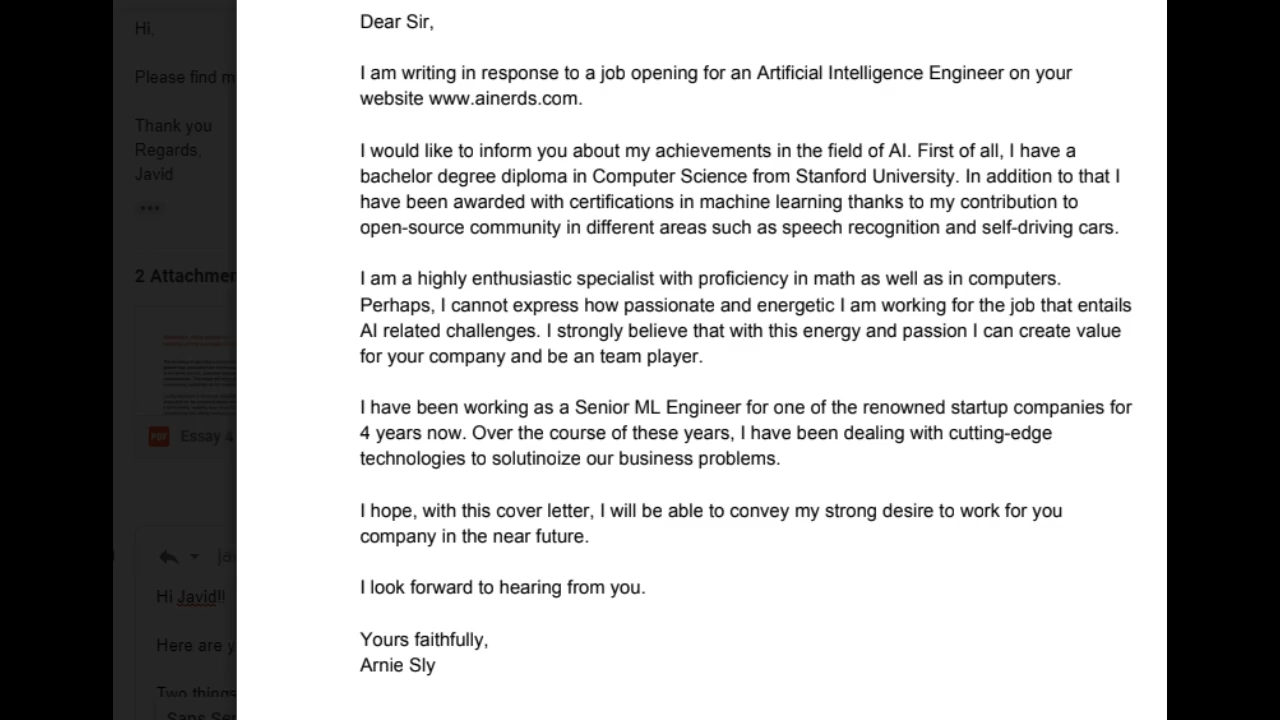 Hi,
Please find m
Thank you
Regards,
Javid
2 Attachmen
PDF Essay 4
Hi Javid!!
Here are y
Two things
Sans Ser
Dear Sir,
I am writing in response to a job opening for an Artificial Intelligence Engineer on your
website www.ainerds.com.
I would like to inform you about my achievements in the field of AI. First of all, I have a
bachelor degree diploma in Computer Science from Stanford University. In addition to that I
have been awarded with certifications in machine learning thanks to my contribution to
open-source community in different areas such as speech recognition and self-driving cars.
I am a highly enthusiastic specialist with proficiency in math as well as in computers.
Perhaps, I cannot express how passionate and energetic I am working for the job that entails
AI related challenges. I strongly believe that with this energy and passion I can create value
for your company and be an team player.
I have been working as a Senior ML Engineer for one of the renowned startup companies for
4 years now. Over the course of these years, I have been dealing with cutting-edge
technologies to solutinoize our business problems.
I hope, with this cover letter, I will be able to convey my strong desire to work for you
company in the near future.
I look forward to hearing from you.
Yours faithfully,
Arnie Sly